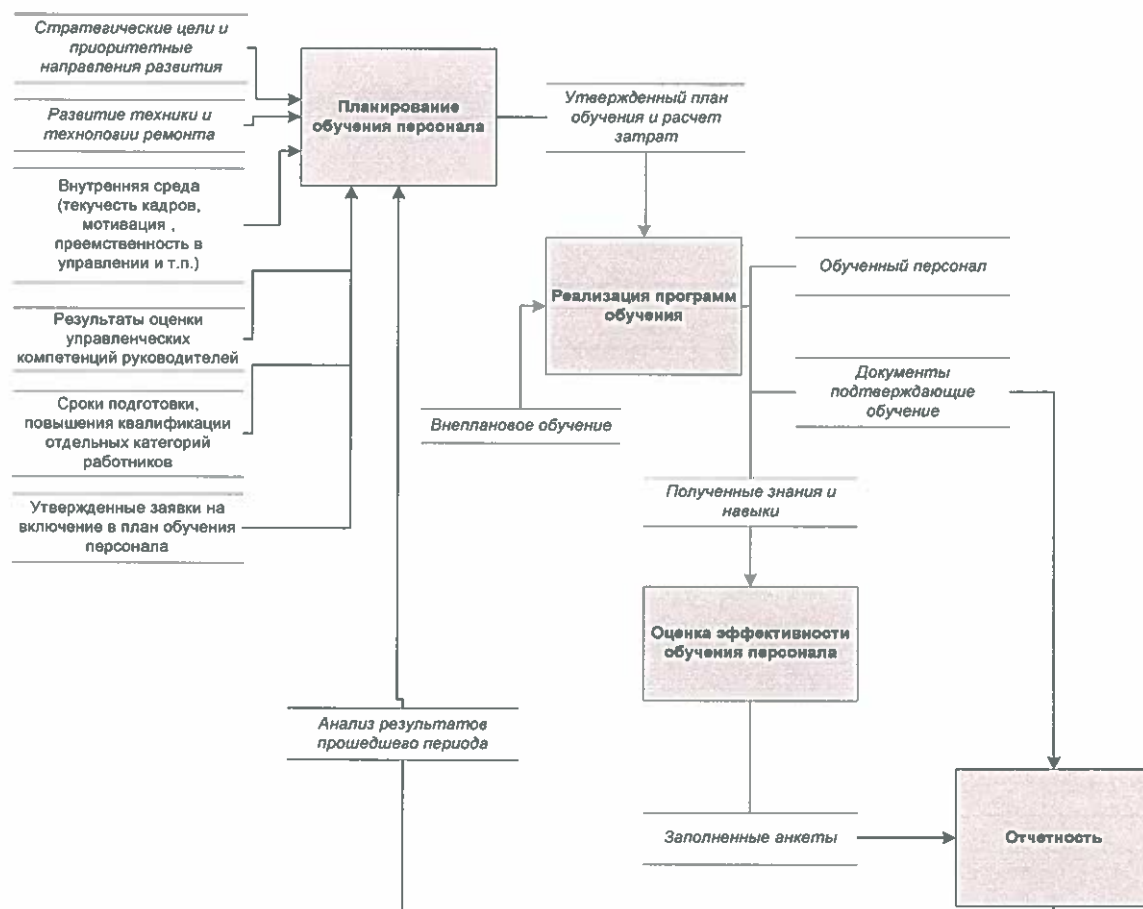 Стратегические цели и
приоритетные
направления развития
Развитие техники и
технологии ремонта
Внутренняя среда
(текучесть кадров,
мотивация ,
преемственность в
управлении и т.п.)
Результаты оценки
управленческих
компетенций руководителей
Сроки подготовки,
повышения квалификации
отдельных категорий
работников
Утвержденные заявки на
включение в план обучения
персонала
Планирование
обучения персонала
Утвержденный план
обучения и расчет
затрат
Реализация программ
обучения
Внеплановое обучение
Обученный персонал
Документы
подтверждающие
обучение
Полученные знания и
навыки
Оценка эффективности
обучения персонала
Анализ результатов
прошедшего периода
Заполненные анкеты
Отчетность